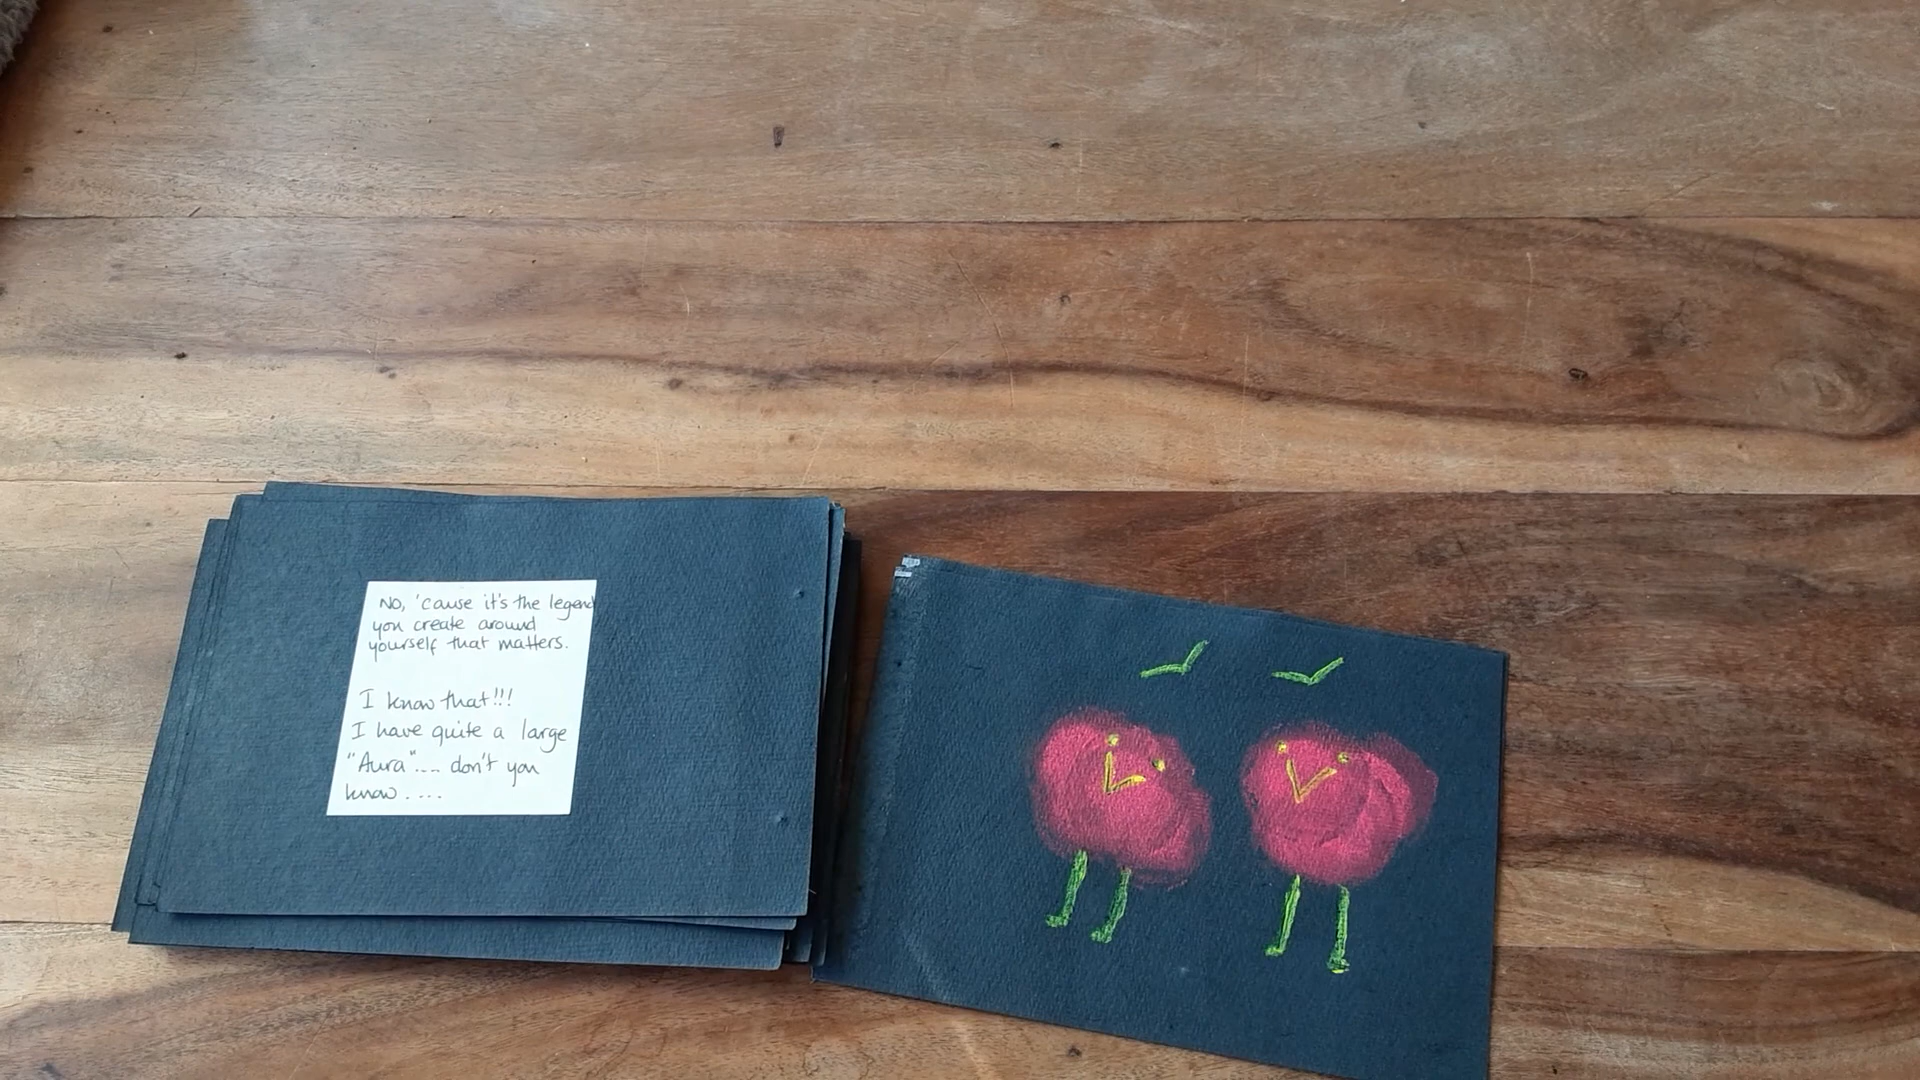 No, 'cause it's the legend
you create around
yourself that matters.
I know that!!!
I have quite a large
"Aura".... don't you
know....